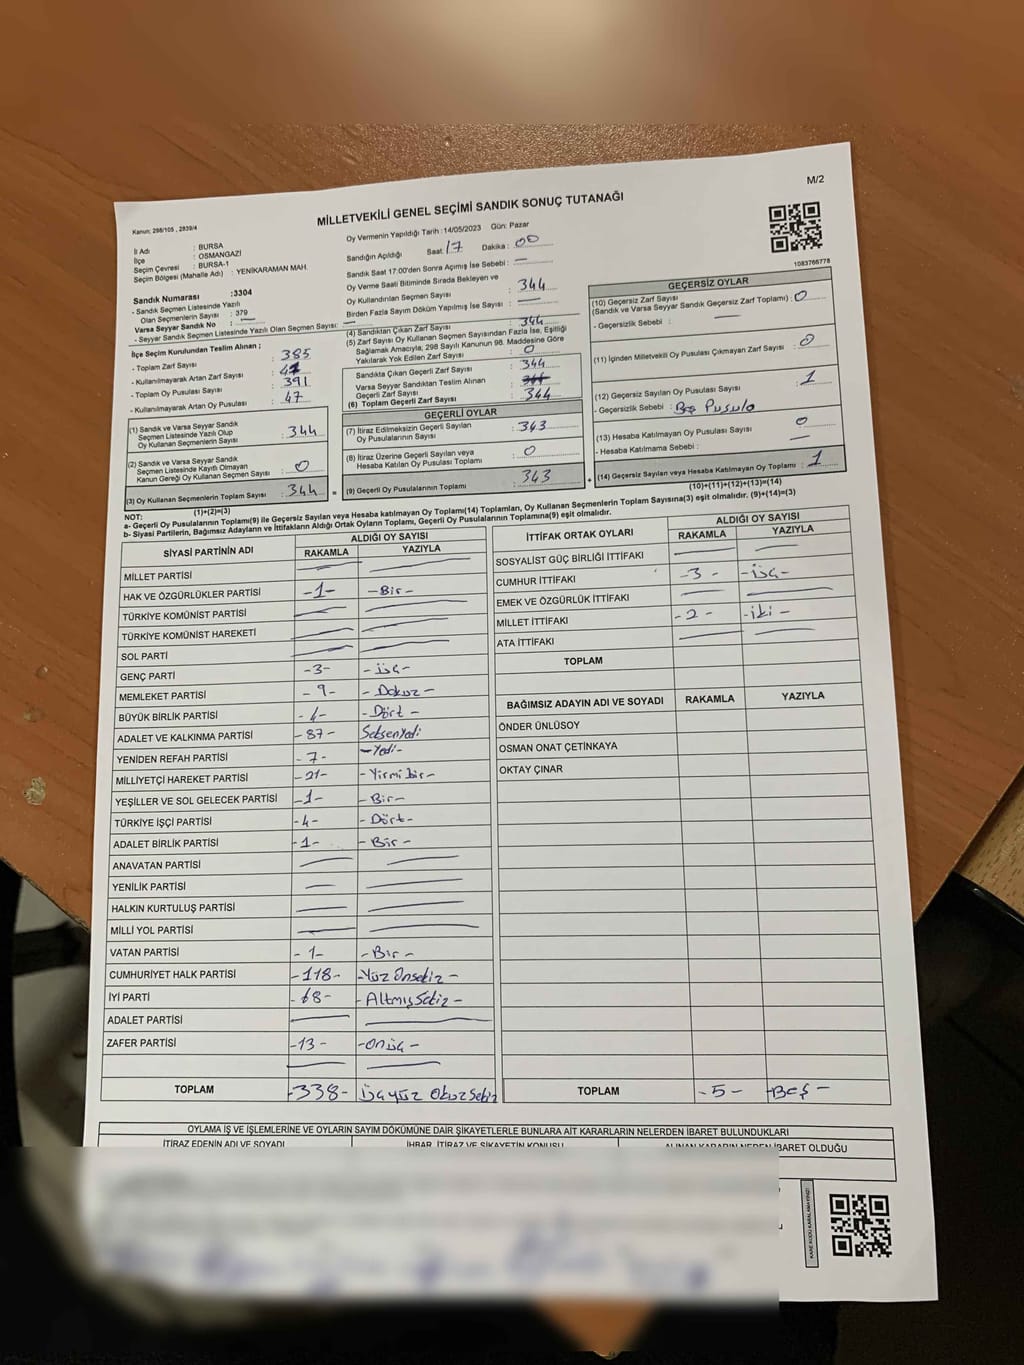 M/2
MİLLETVEKİLİ GENEL SEÇİMİ SANDIK SONUÇ TUTANAĞI
Kanun; 298/105 , 2839/4
Oy Vermenin Yapıldığı Tarih :14/05/2023 Gün: Pazar
İl Adı : BURSA
İlçe : OSMANGAZİ
Seçim Çevresi : BURSA-1
Seçim Bölgesi (Mahalle Adı) : YENİKARAMAN MAH.
Sandığın Açıldığı Saat 17 Dakika : 00
Sandık Saat 17:00'den Sonra Açımış İse Sebebi : —
Oy Verme Saati Bitiminde Sırada Bekleyen ve
Oy Kullandırılan Seçmen Sayısı : 344
Birden Fazla Sayım Döküm Yapılmış İse Sayısı : —
1083766778
Sandık Numarası :3304
- Sandık Seçmen Listesinde Yazılı
Olan Seçmenlerin Sayısı : 379
Varsa Seyyar Sandık No : —
- Seyyar Sandık Seçmen Listesinde Yazılı Olan Seçmen Sayısı: —
İlçe Seçim Kurulundan Teslim Alınan ;
- Toplam Zarf Sayısı : 385
- Kullanılmayarak Artan Zarf Sayısı :
- Toplam Oy Pusulası Sayısı : 391
- Kullanılmayarak Artan Oy Pusulası : 47
(1) Sandık ve Varsa Seyyar Sandık
Seçmen Listesinde Yazılı Olup
Oy Kullanan Seçmenlerin Sayısı : 344
(2) Sandık ve Varsa Seyyar Sandık
Seçmen Listesinde Kayıtlı Olmayan
Kanun Gereği Oy Kullanan Seçmen Sayısı : 0
(3) Oy Kullanan Seçmenlerin Toplam Sayısı : 344 =
(1)+(2)=(3)
(4) Sandıktan Çıkan Zarf Sayısı : 344
(5) Zarf Sayısı Oy Kullanan Seçmen Sayısından Fazla İse, Eşitliği
Sağlamak Amacıyla; 298 Sayılı Kanunun 98. Maddesine Göre
Yakılarak Yok Edilen Zarf Sayısı : 0
Sandıkta Çıkan Geçerli Zarf Sayısı : 344
Varsa Seyyar Sandıktan Teslim Alınan
Geçerli Zarf Sayısı :
(6) Toplam Geçerli Zarf Sayısı : 344
GEÇERLİ OYLAR
(7) İtiraz Edilmeksizin Geçerli Sayılan
Oy Pusulalarının Sayısı : 343
(8) İtiraz Üzerine Geçerli Sayılan veya
Hesaba Katılan Oy Pusulası Toplamı : 0
(9) Geçerli Oy Pusulalarının Toplamı : 343 +
GEÇERSİZ OYLAR
(10) Geçersiz Zarf Sayısı
(Sandık ve Varsa Seyyar Sandık Geçersiz Zarf Toplamı) : 0
- Geçersizlik Sebebi : —
(11) İçinden Milletvekili Oy Pusulası Çıkmayan Zarf Sayısı : 0
(12) Geçersiz Sayılan Oy Pusulası Sayısı : 1
- Geçersizlik Sebebi : Boş Pusula
(13) Hesaba Katılmayan Oy Pusulası Sayısı : 0
- Hesaba Katılmama Sebebi : —
(14) Geçersiz Sayılan veya Hesaba Katılmayan Oy Toplamı : 1
(10)+(11)+(12)+(13)=(14)
NOT:
a- Geçerli Oy Pusulalarının Toplamı(9) ile Geçersiz Sayılan veya Hesaba Katılmayan Oy Toplamı(14) Toplamları, Oy Kullanan Seçmenlerin Toplam Sayısına(3) eşit olmalıdır. (9)+(14)=(3)
b- Siyasi Partilerin, Bağımsız Adayların ve İttifakların Aldığı Ortak Oyların Toplamı, Geçerli Oy Pusulalarının Toplamına(9) eşit olmalıdır.
SİYASİ PARTİNİN ADI ALDIĞI OY SAYISI
RAKAMLA YAZIYLA
MİLLET PARTİSİ — —
HAK VE ÖZGÜRLÜKLER PARTİSİ -1- -Bir-
TÜRKİYE KOMÜNİST PARTİSİ — —
TÜRKİYE KOMÜNİST HAREKETİ — —
SOL PARTİ — —
GENÇ PARTİ -3- -üç-
MEMLEKET PARTİSİ -9- -Dokuz-
BÜYÜK BİRLİK PARTİSİ -4- -Dört-
ADALET VE KALKINMA PARTİSİ -87- SeksenYedi
YENİDEN REFAH PARTİSİ -7- -Yedi-
MİLLİYETÇİ HAREKET PARTİSİ -21- -Yirmi bir-
YEŞİLLER VE SOL GELECEK PARTİSİ -1- -Bir-
TÜRKİYE İŞÇİ PARTİSİ -4- -Dört-
ADALET BİRLİK PARTİSİ -1- -Bir-
ANAVATAN PARTİSİ — —
YENİLİK PARTİSİ — —
HALKIN KURTULUŞ PARTİSİ — —
MİLLİ YOL PARTİSİ — —
VATAN PARTİSİ -1- -Bir-
CUMHURİYET HALK PARTİSİ -118- -Yüz Onsekiz-
İYİ PARTİ -68- -AltmışSekiz-
ADALET PARTİSİ — —
ZAFER PARTİSİ -13- -onüç-
— —
TOPLAM -338- üçyüz OtuzSekiz
İTTİFAK ORTAK OYLARI ALDIĞI OY SAYISI
RAKAMLA YAZIYLA
SOSYALİST GÜÇ BİRLİĞİ İTTİFAKI — —
CUMHUR İTTİFAKI -3- -üç-
EMEK VE ÖZGÜRLÜK İTTİFAKI — —
MİLLET İTTİFAKI -2- -iki-
ATA İTTİFAKI — —
TOPLAM
BAĞIMSIZ ADAYIN ADI VE SOYADI RAKAMLA YAZIYLA
ÖNDER ÜNLÜSOY
OSMAN ONAT ÇETİNKAYA
OKTAY ÇINAR
TOPLAM -5- -BEŞ-
OYLAMA İŞ VE İŞLEMLERİNE VE OYLARIN SAYIM DÖKÜMÜNE DAİR ŞİKAYETLERLE BUNLARA AİT KARARLARIN NELERDEN İBARET BULUNDUKLARI
İTİRAZ EDENİN ADI VE SOYADI İHBAR, İTİRAZ VE ŞİKAYETİN KONUSU ALINAN KARARIN NEDEN İBARET OLDUĞU
KARE KODU KARALAMAYINIZ!